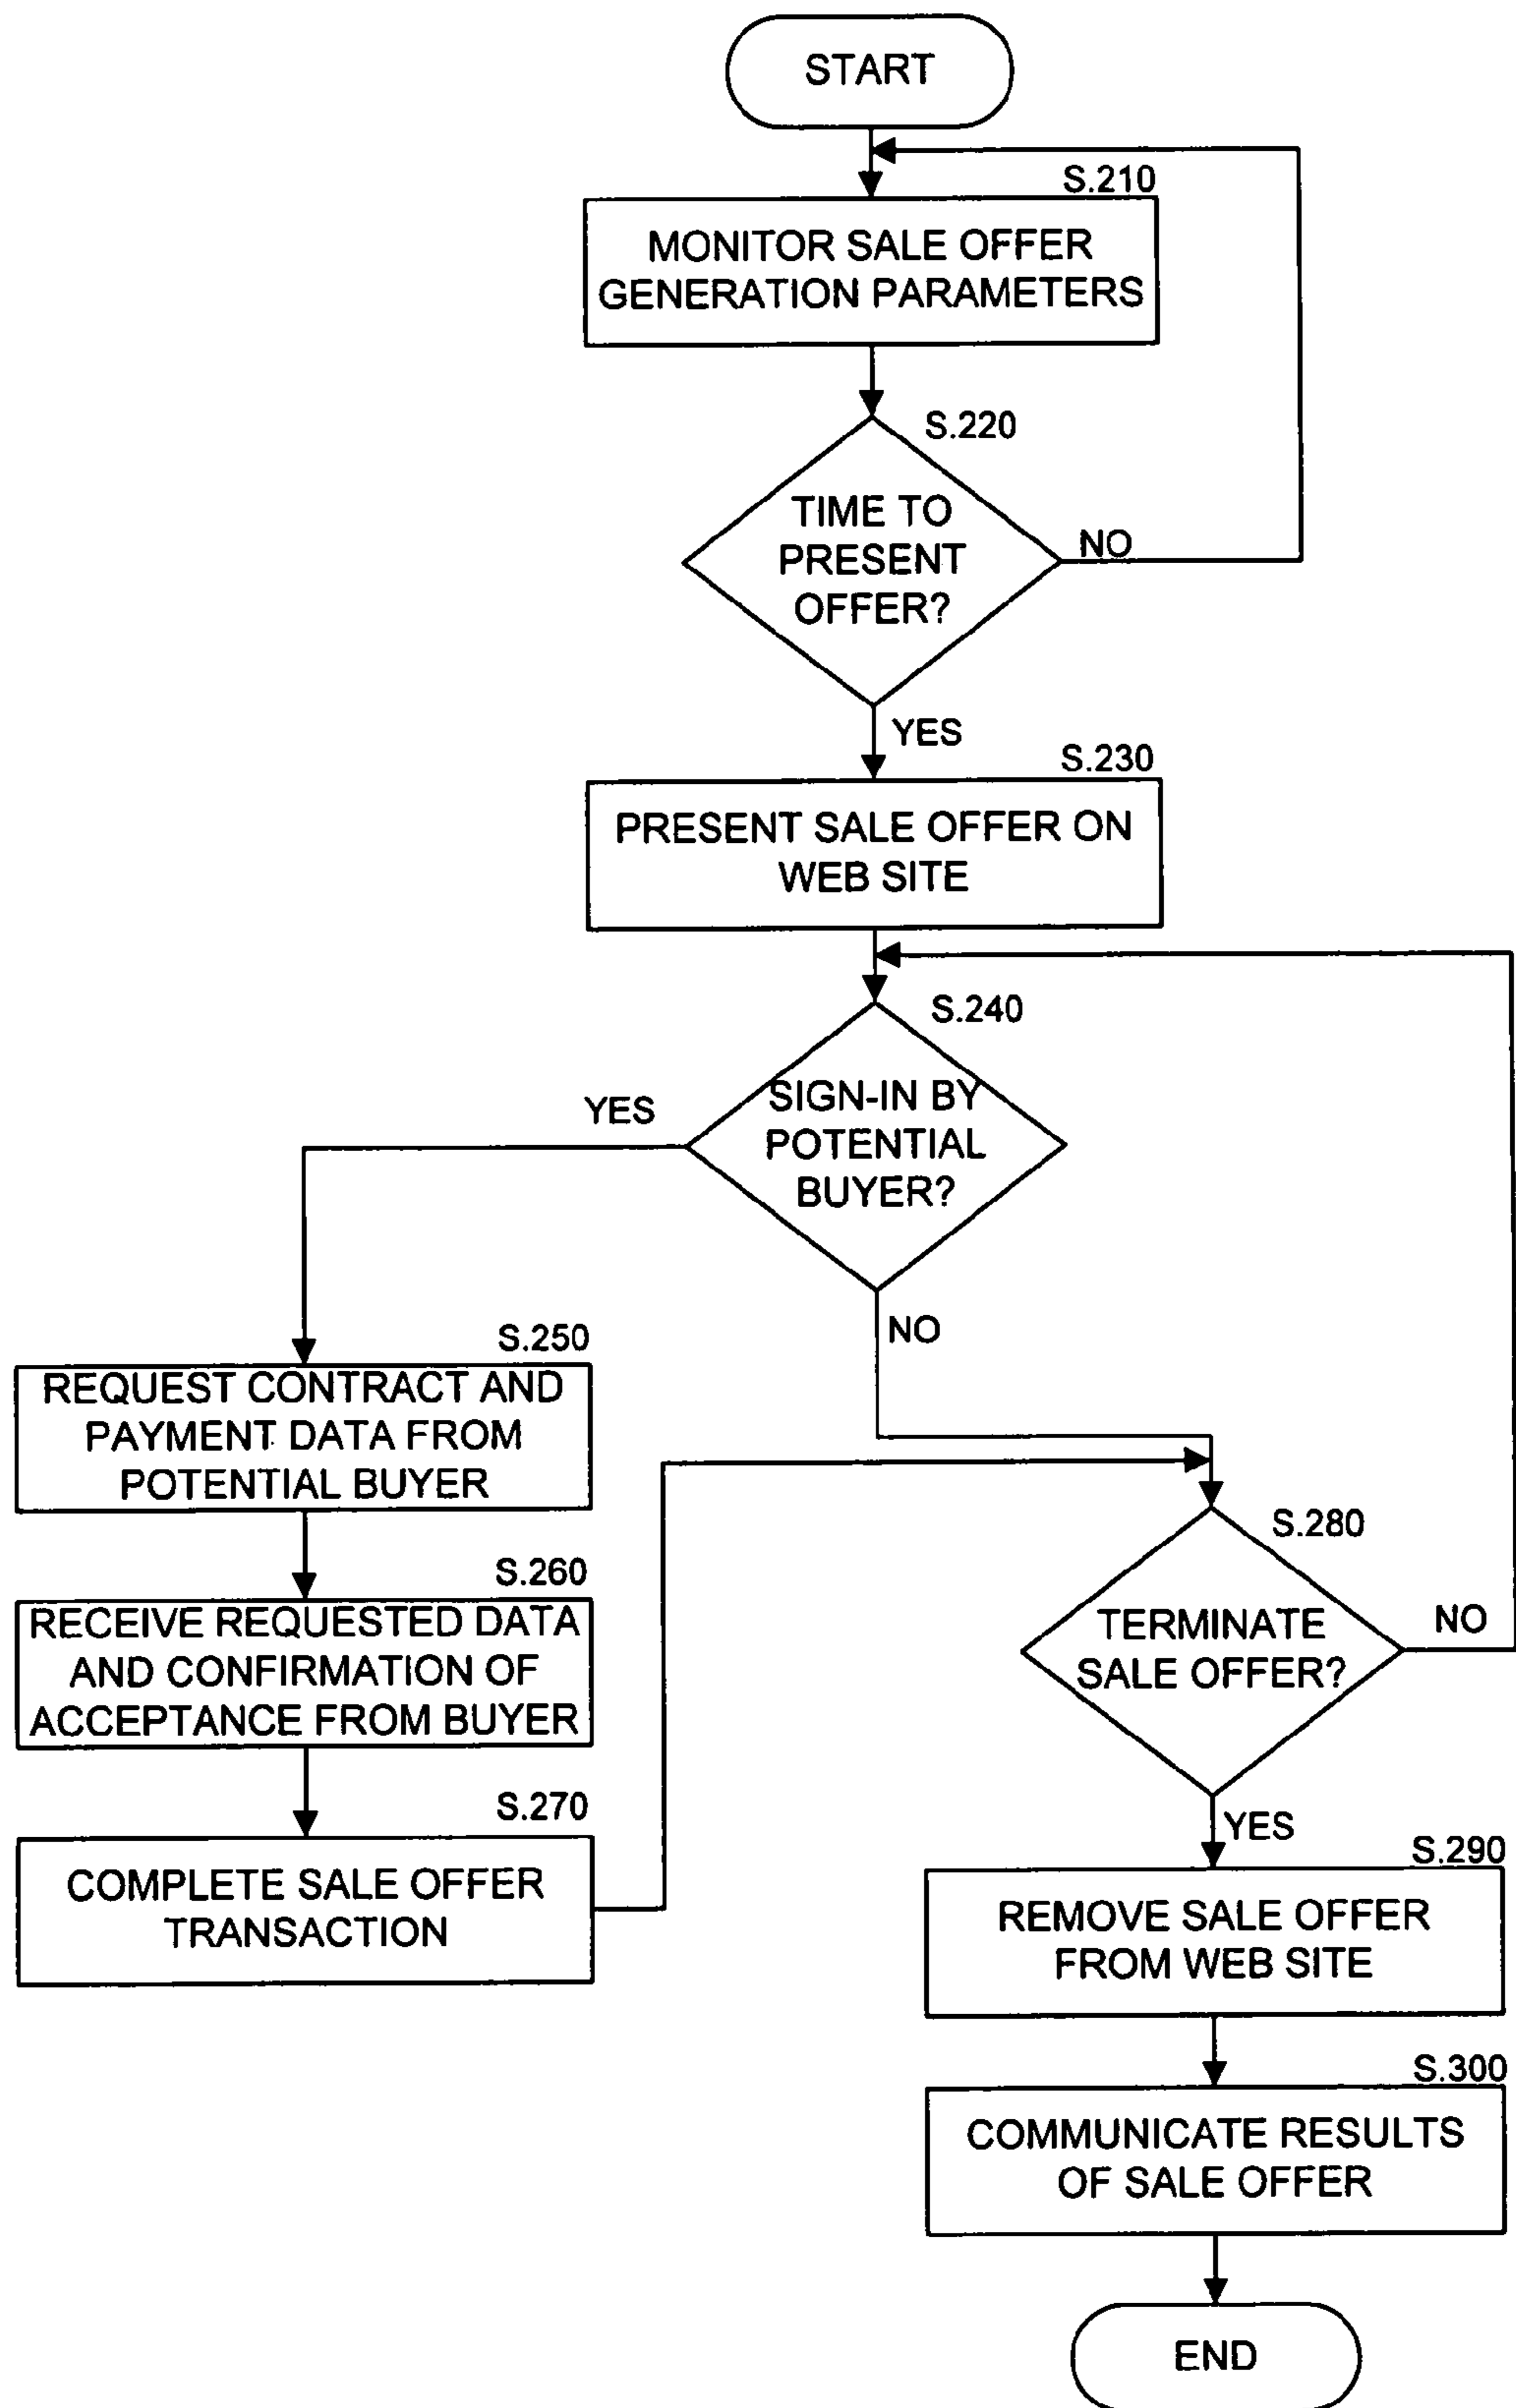 START
S.210
MONITOR SALE OFFER
GENERATION PARAMETERS
S.220
TIME TO
PRESENT
OFFER?
NO
YES
S.230
PRESENT SALE OFFER ON
WEB SITE
S.240
SIGN-IN BY
POTENTIAL
BUYER?
YES
NO
S.250
REQUEST CONTRACT AND
PAYMENT DATA FROM
POTENTIAL BUYER
S.260
RECEIVE REQUESTED DATA
AND CONFIRMATION OF
ACCEPTANCE FROM BUYER
S.270
COMPLETE SALE OFFER
TRANSACTION
S.280
TERMINATE
SALE OFFER?
NO
YES
S.290
REMOVE SALE OFFER
FROM WEB SITE
S.300
COMMUNICATE RESULTS
OF SALE OFFER
END